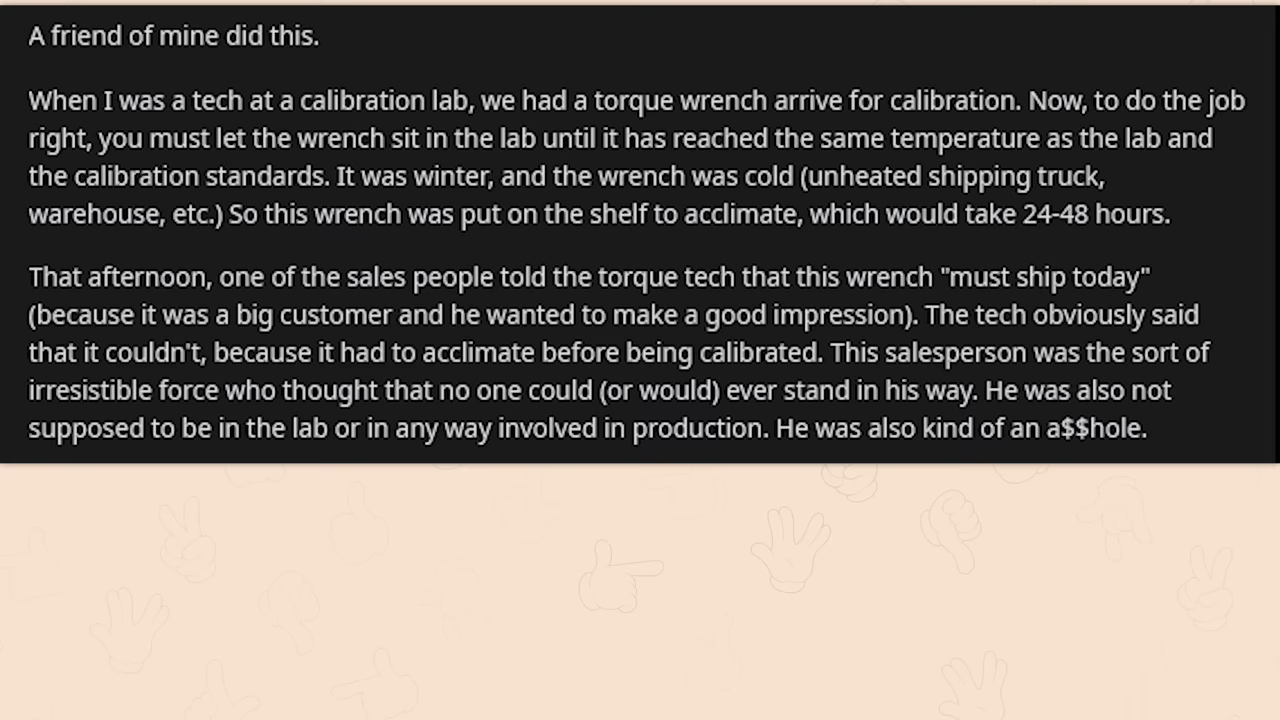 A friend of mine did this.
When I was a tech at a calibration lab, we had a torque wrench arrive for calibration. Now, to do the job
right, you must let the wrench sit in the lab until it has reached the same temperature as the lab and
the calibration standards. It was winter, and the wrench was cold (unheated shipping truck,
warehouse, etc.) So this wrench was put on the shelf to acclimate, which would take 24-48 hours.
That afternoon, one of the sales people told the torque tech that this wrench "must ship today"
(because it was a big customer and he wanted to make a good impression). The tech obviously said
that it couldn't, because it had to acclimate before being calibrated. This salesperson was the sort of
irresistible force who thought that no one could (or would) ever stand in his way. He was also not
supposed to be in the lab or in any way involved in production. He was also kind of an a$$hole.